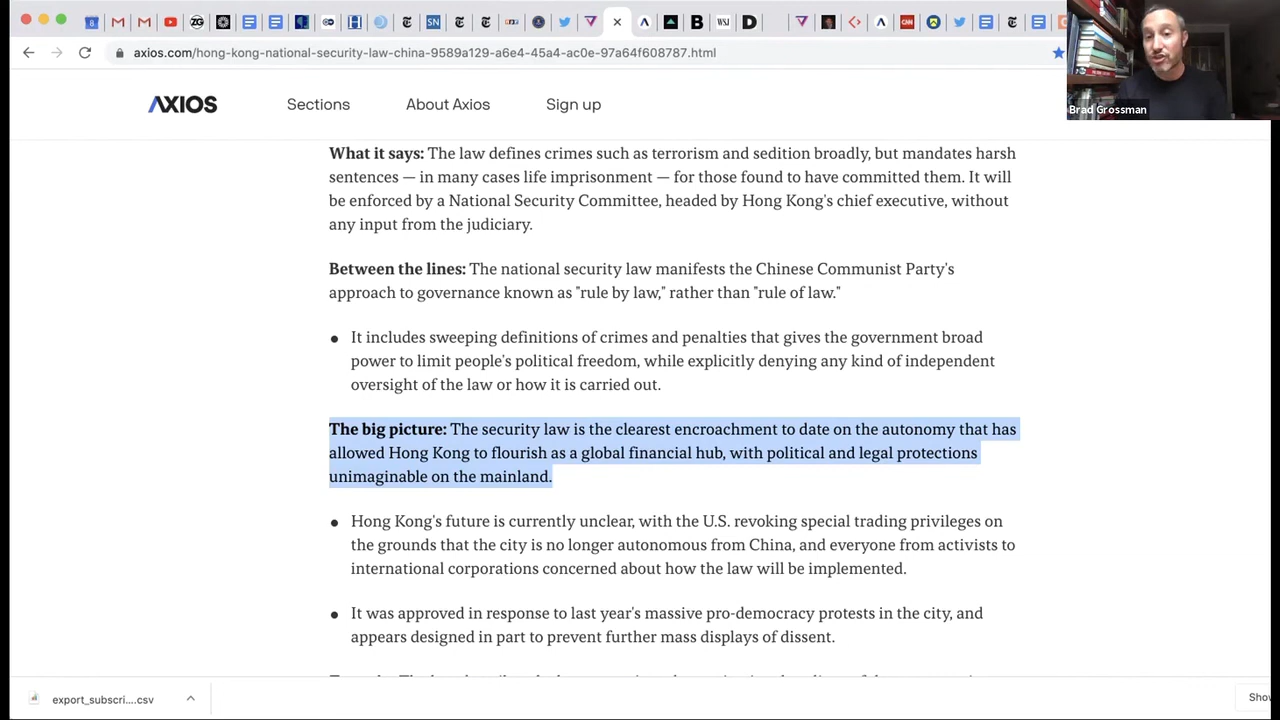 axios.com/hong-kong-national-security-law-china-9589a129-a6e4-45a4-ac0e-97a64f608787.html
Brad Grossman
AXIOS Sections About Axios Sign up
What it says: The law defines crimes such as terrorism and sedition broadly, but mandates harsh
sentences — in many cases life imprisonment — for those found to have committed them. It will
be enforced by a National Security Committee, headed by Hong Kong's chief executive, without
any input from the judiciary.
Between the lines: The national security law manifests the Chinese Communist Party's
approach to governance known as "rule by law," rather than "rule of law."
● It includes sweeping definitions of crimes and penalties that gives the government broad
power to limit people's political freedom, while explicitly denying any kind of independent
oversight of the law or how it is carried out.
The big picture: The security law is the clearest encroachment to date on the autonomy that has
allowed Hong Kong to flourish as a global financial hub, with political and legal protections
unimaginable on the mainland.
● Hong Kong's future is currently unclear, with the U.S. revoking special trading privileges on
the grounds that the city is no longer autonomous from China, and everyone from activists to
international corporations concerned about how the law will be implemented.
● It was approved in response to last year's massive pro-democracy protests in the city, and
appears designed in part to prevent further mass displays of dissent.
export_subscri....csv
Show